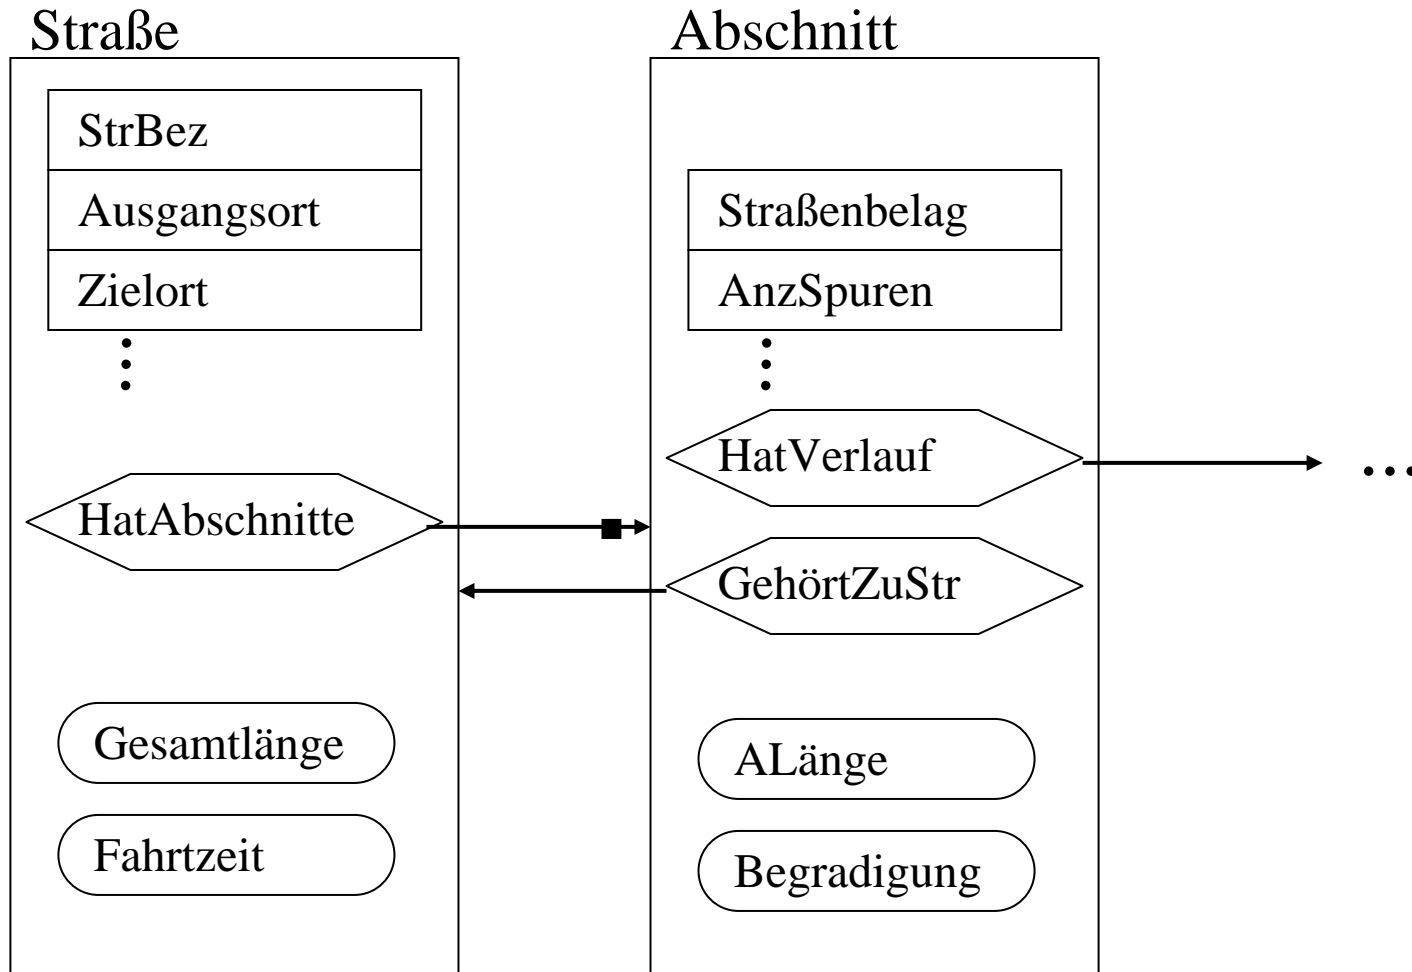 Straße
StrBez
Ausgangsort
Zielort
HatAbschnitte
Gesamtlänge
Fahrtzeit
Abschnitt
Straßenbelag
AnzSpuren
HatVerlauf
GehörtZuStr
ALänge
Begradigung
...